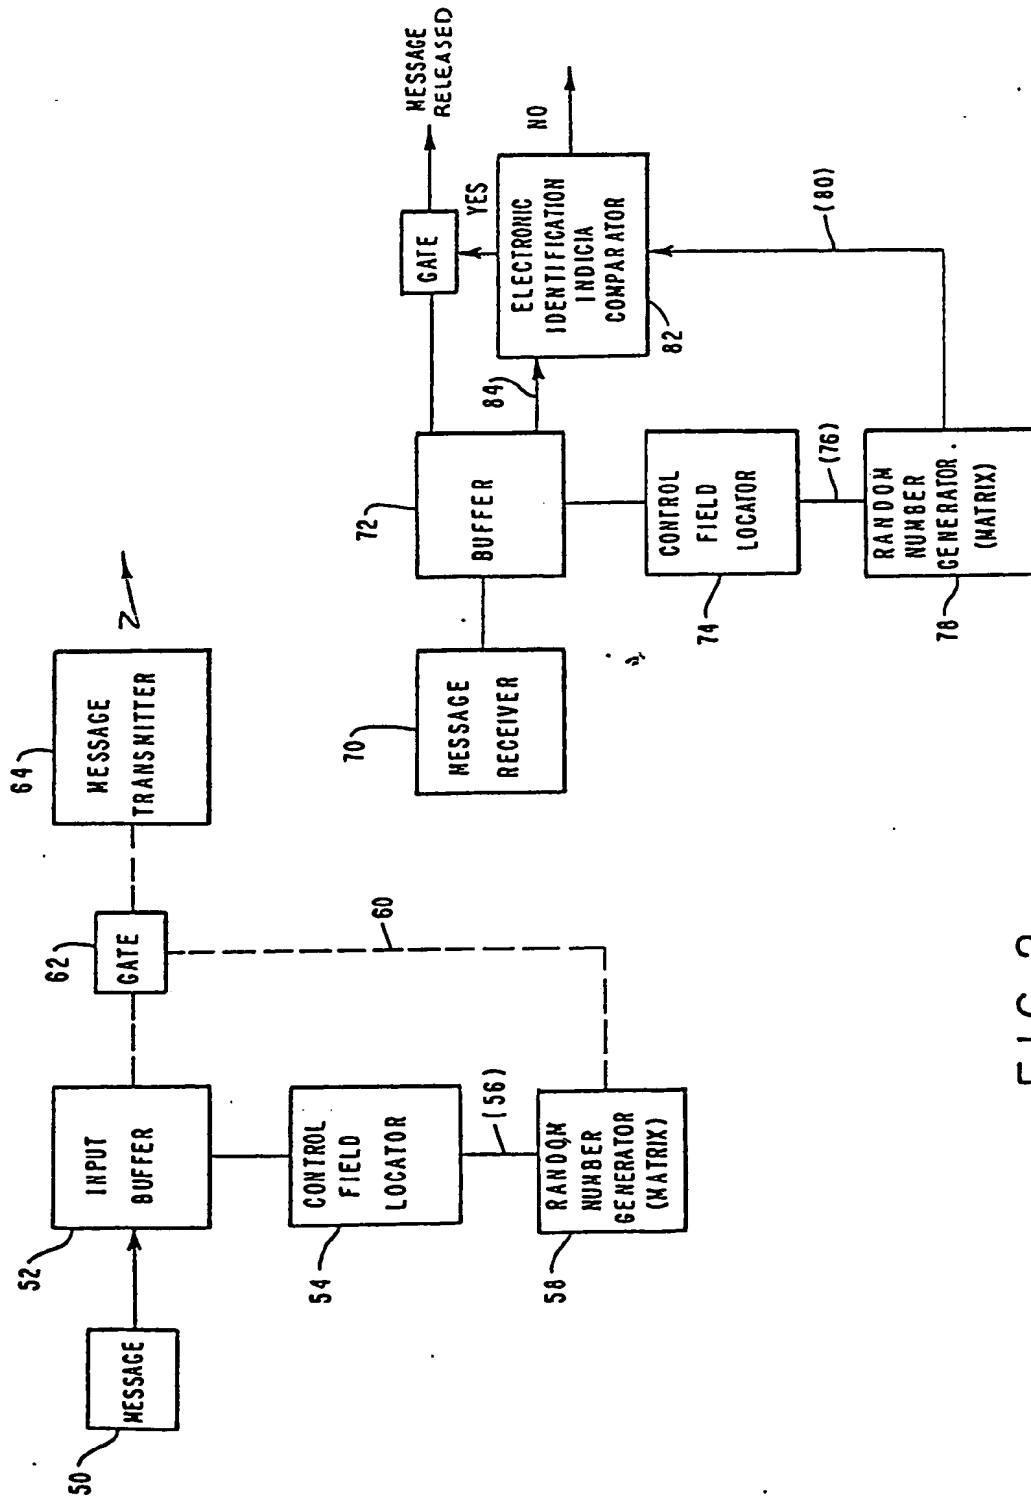 50
MESSAGE
52
INPUT
BUFFER
54
CONTROL
FIELD
LOCATOR
(56)
58
RANDOM
NUMBER
GENERATOR
(MATRIX)
60
62
GATE
64
MESSAGE
TRANSMITTER
70
MESSAGE
RECEIVER
72
BUFFER
74
CONTROL
FIELD
LOCATOR
(76)
78
RANDOM
NUMBER
GENERATOR.
(MATRIX)
(80)
82
84
ELECTRONIC
IDENTIFICATION
INDICIA
COMPARATOR
YES
NO
GATE
MESSAGE
RELEASED
FIG